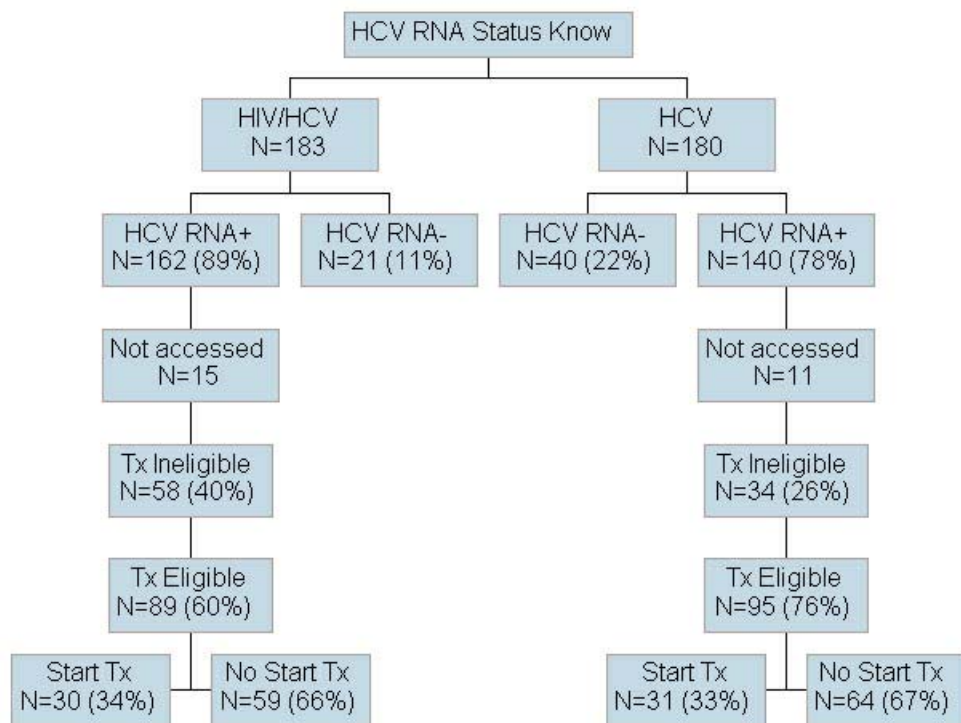 HCV RNA Status Know
HIV/HCV
N=183
HCV
N=180
HCV RNA+
N=162 (89%)
HCV RNA-
N=21 (11%)
HCV RNA-
N=40 (22%)
HCV RNA+
N=140 (78%)
Not accessed
N=15
Not accessed
N=11
Tx Ineligible
N=58 (40%)
Tx Ineligible
N=34 (26%)
Tx Eligible
N=89 (60%)
Tx Eligible
N=95 (76%)
Start Tx
N=30 (34%)
No Start Tx
N=59 (66%)
Start Tx
N=31 (33%)
No Start Tx
N=64 (67%)